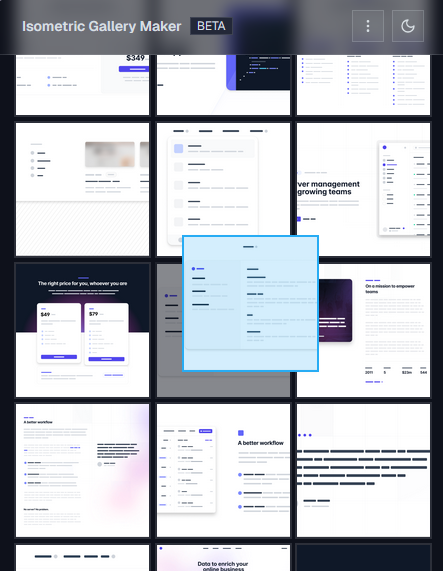 Isometric Gallery Maker BETA
$349
ver management
growing teams
The right price for you, whoever you are
$49
$79
On a mission to empower
teams
A better workflow
A better workflow
Data to enrich your
online business